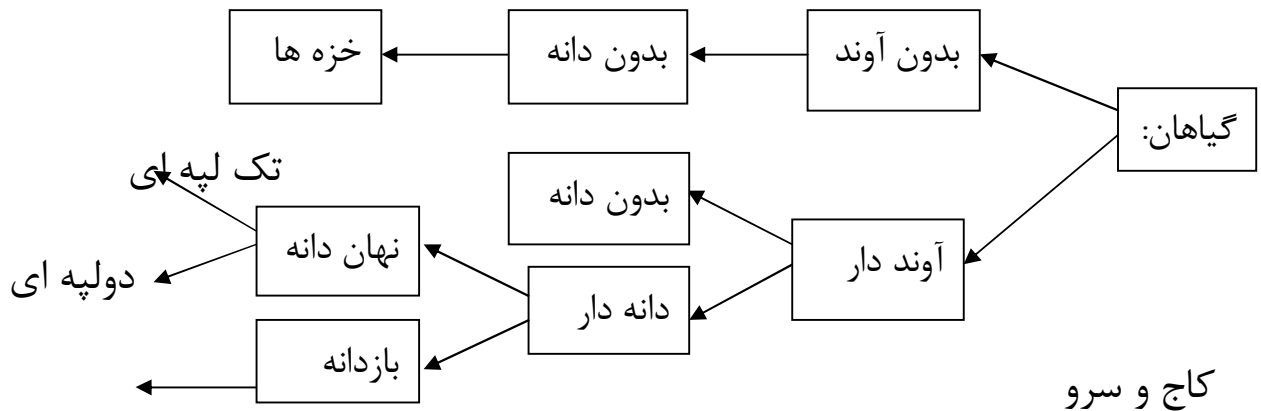 گیاهان:
بدون آوند
بدون دانه
خزه ها
آوند دار
بدون دانه
دانه دار
نهان دانه
تک لپه ای
دولپه ای
بازدانه
کاج و سرو